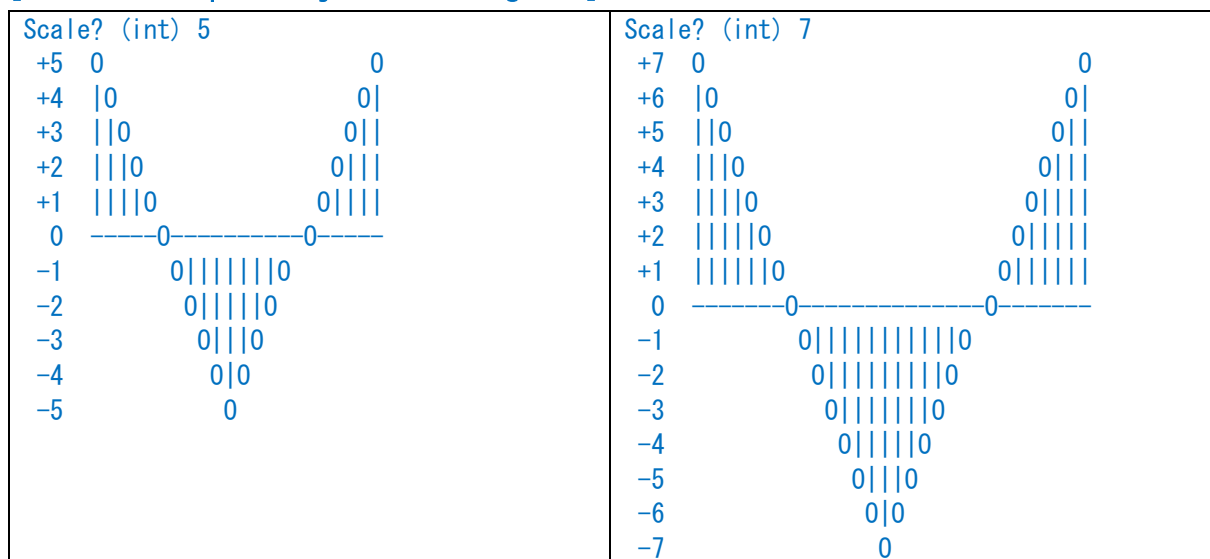 Scale? (int) 5
+5  0                    0
+4  |0                  0|
+3  ||0                0||
+2  |||0              0|||
+1  ||||0            0||||
 0  -----0----------0-----
-1        0|||||||0
-2         0|||||0
-3          0|||0
-4           0|0
-5            0
Scale? (int) 7
+7  0                            0
+6  |0                          0|
+5  ||0                        0||
+4  |||0                      0|||
+3  ||||0                    0||||
+2  |||||0                  0|||||
+1  ||||||0                0||||||
 0  -------0--------------0-------
-1          0|||||||||||0
-2           0|||||||||0
-3            0|||||||0
-4             0|||||0
-5              0|||0
-6               0|0
-7                0